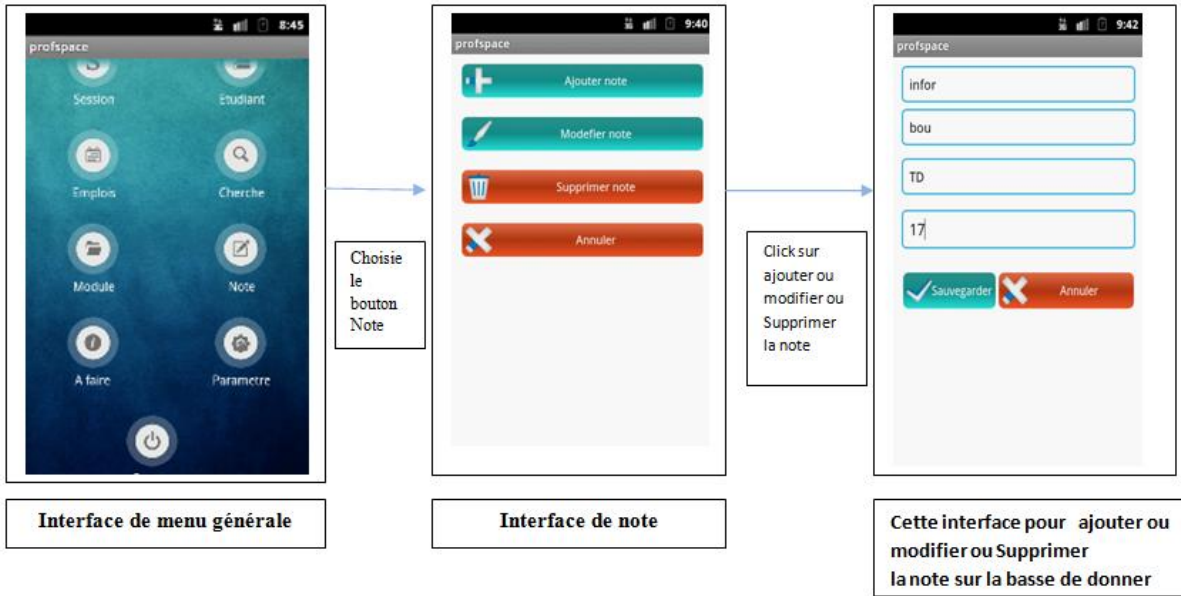 8:45
profspace
Session
Etudiant
Emplois
Cherche
Module
Note
A faire
Parametre
Interface de menu générale
Choisie
le
bouton
Note
9:40
profspace
Ajouter note
Modefier note
Supprimer note
Annuler
Interface de note
Click sur
ajouter ou
modifier ou
Supprimer
la note
9:42
profspace
infor
bou
TD
17
Sauvegarder
Annuler
Cette interface pour ajouter ou
modifier ou Supprimer
la note sur la basse de donner